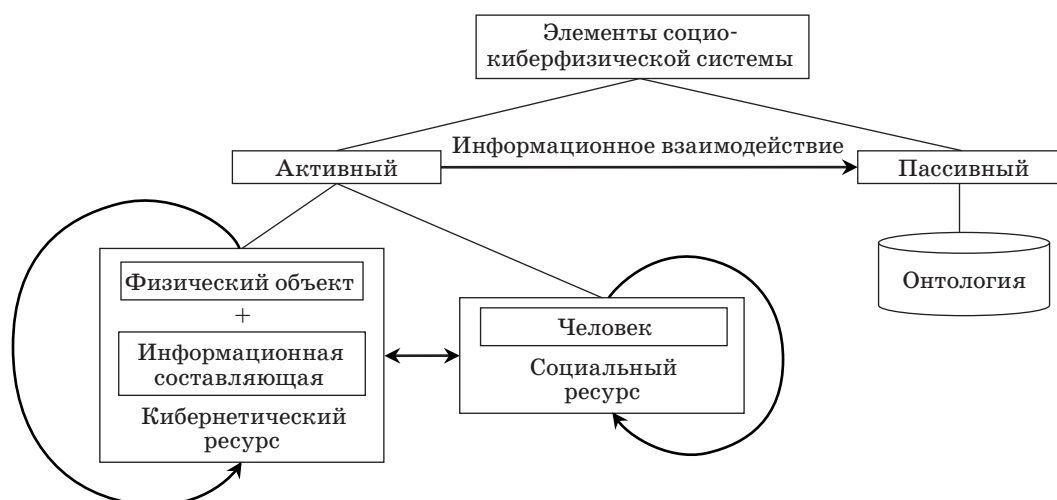 Элементы социо-
киберфизической системы
Информационное взаимодействие
Активный
Пассивный
Физический объект
+
Информационная
составляющая
Кибернетический
ресурс
Человек
Социальный
ресурс
Онтология